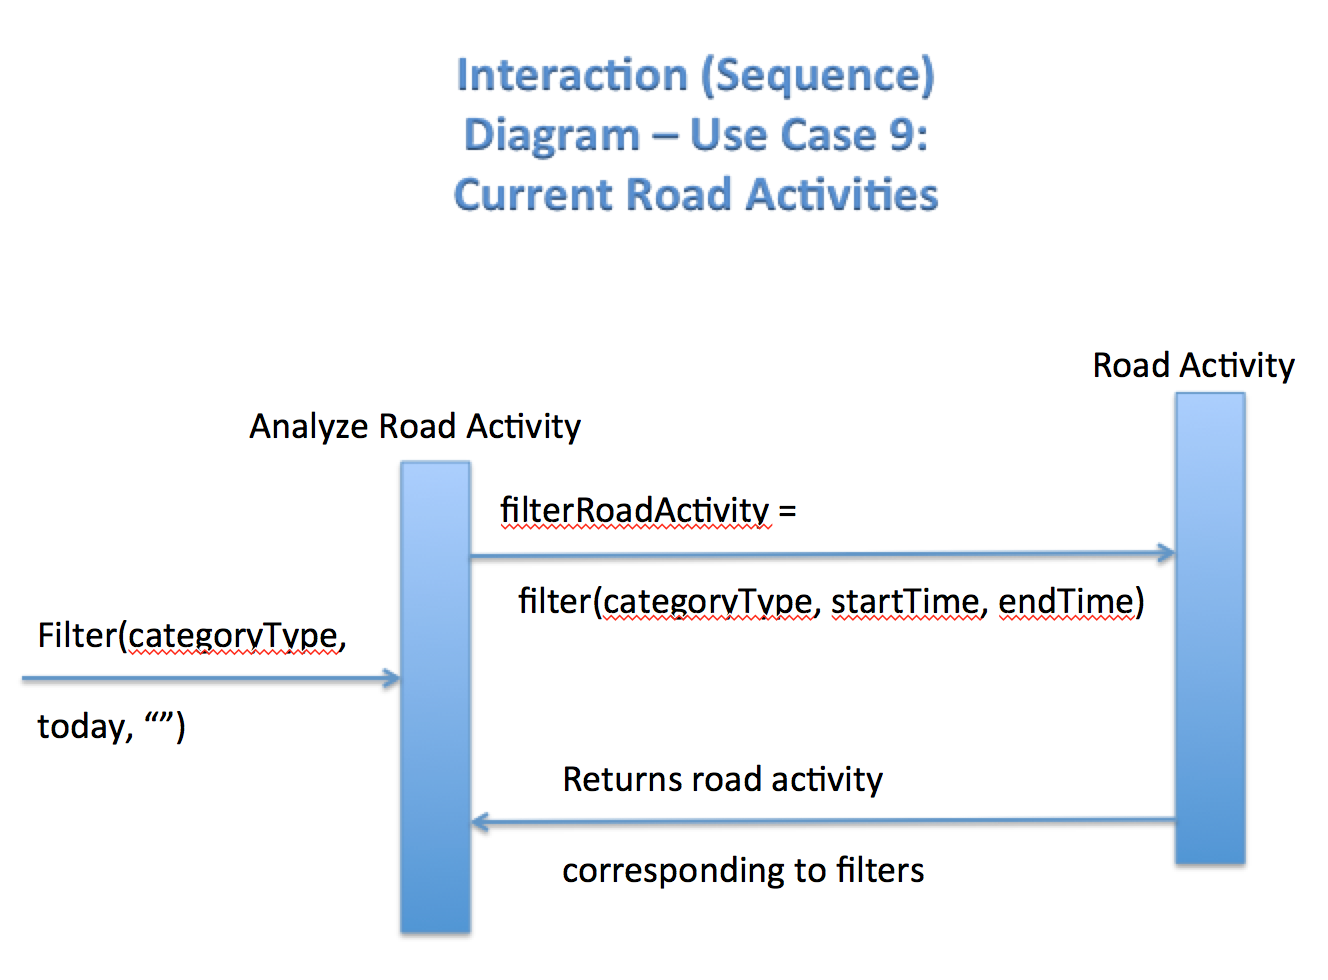 Interaction (Sequence)
Diagram – Use Case 9:
Current Road Activities
Road Activity
Analyze Road Activity
filterRoadActivity =
filter(categoryType, startTime, endTime)
Filter(categoryType,
today, “”)
Returns road activity
corresponding to filters